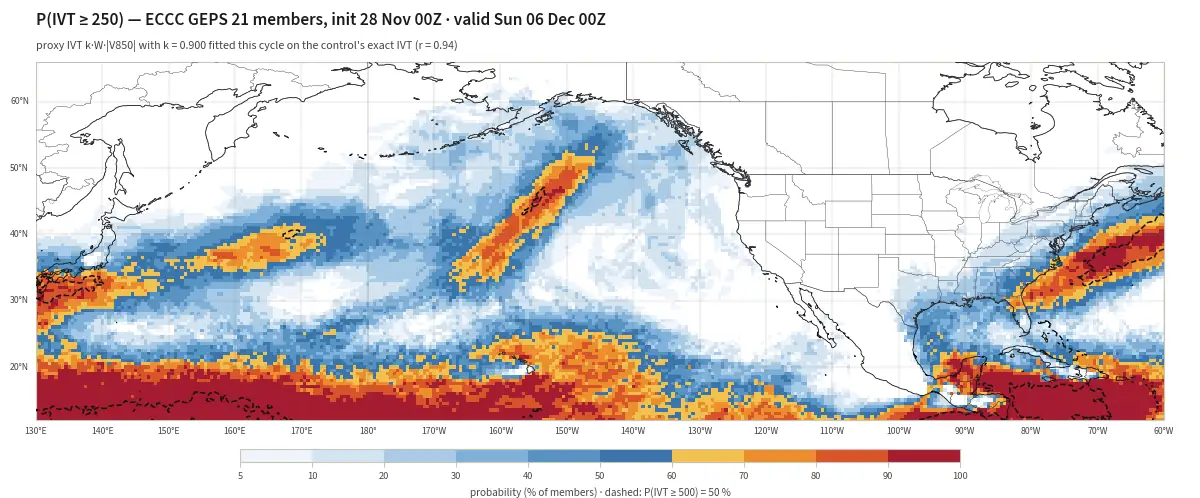 P(IVT ≥ 250) — ECCC GEPS 21 members, init 28 Nov 00Z · valid Sun 06 Dec 00Z
proxy IVT k·W·|V850| with k = 0.900 fitted this cycle on the control's exact IVT (r = 0.94)
60°N
50°N
40°N
30°N
20°N
130°E 140°E 150°E 160°E 170°E 180° 170°W 160°W 150°W 140°W 130°W 120°W 110°W 100°W 90°W 80°W 70°W 60°W
5 10 20 30 40 50 60 70 80 90 100
probability (% of members) · dashed: P(IVT ≥ 500) = 50 %